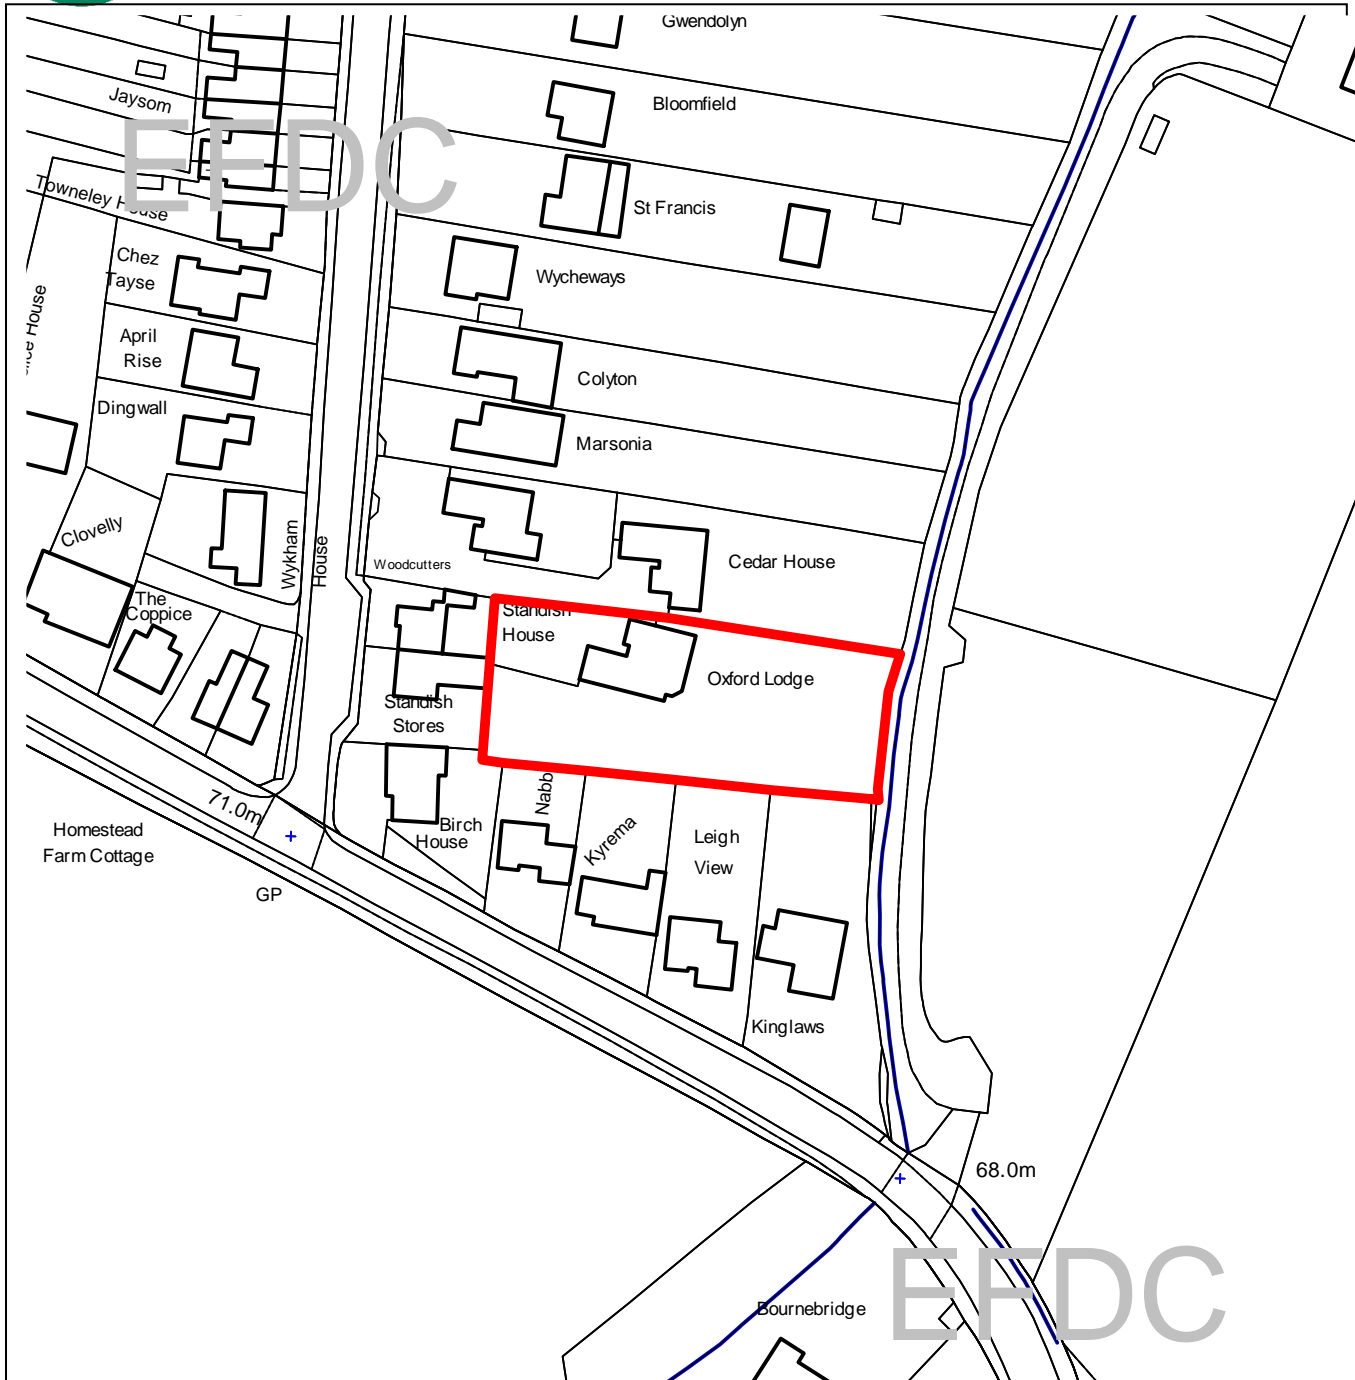 Gwendolyn
Bloomfield
Jaysom
EFDC
Towneley House
St Francis
Chez
Tayse
Wycheways
House
April
Rise
Colyton
Dingwall
Marsonia
Clovelly
Wykham
House
Woodcutters
Cedar House
The
Coppice
Standish
House
Oxford Lodge
Standish
Stores
71.0m
Nabb
Birch
House
Kyrema
Leigh
View
Homestead
Farm Cottage
GP
Kinglaws
68.0m
EFDC
Bournebridge